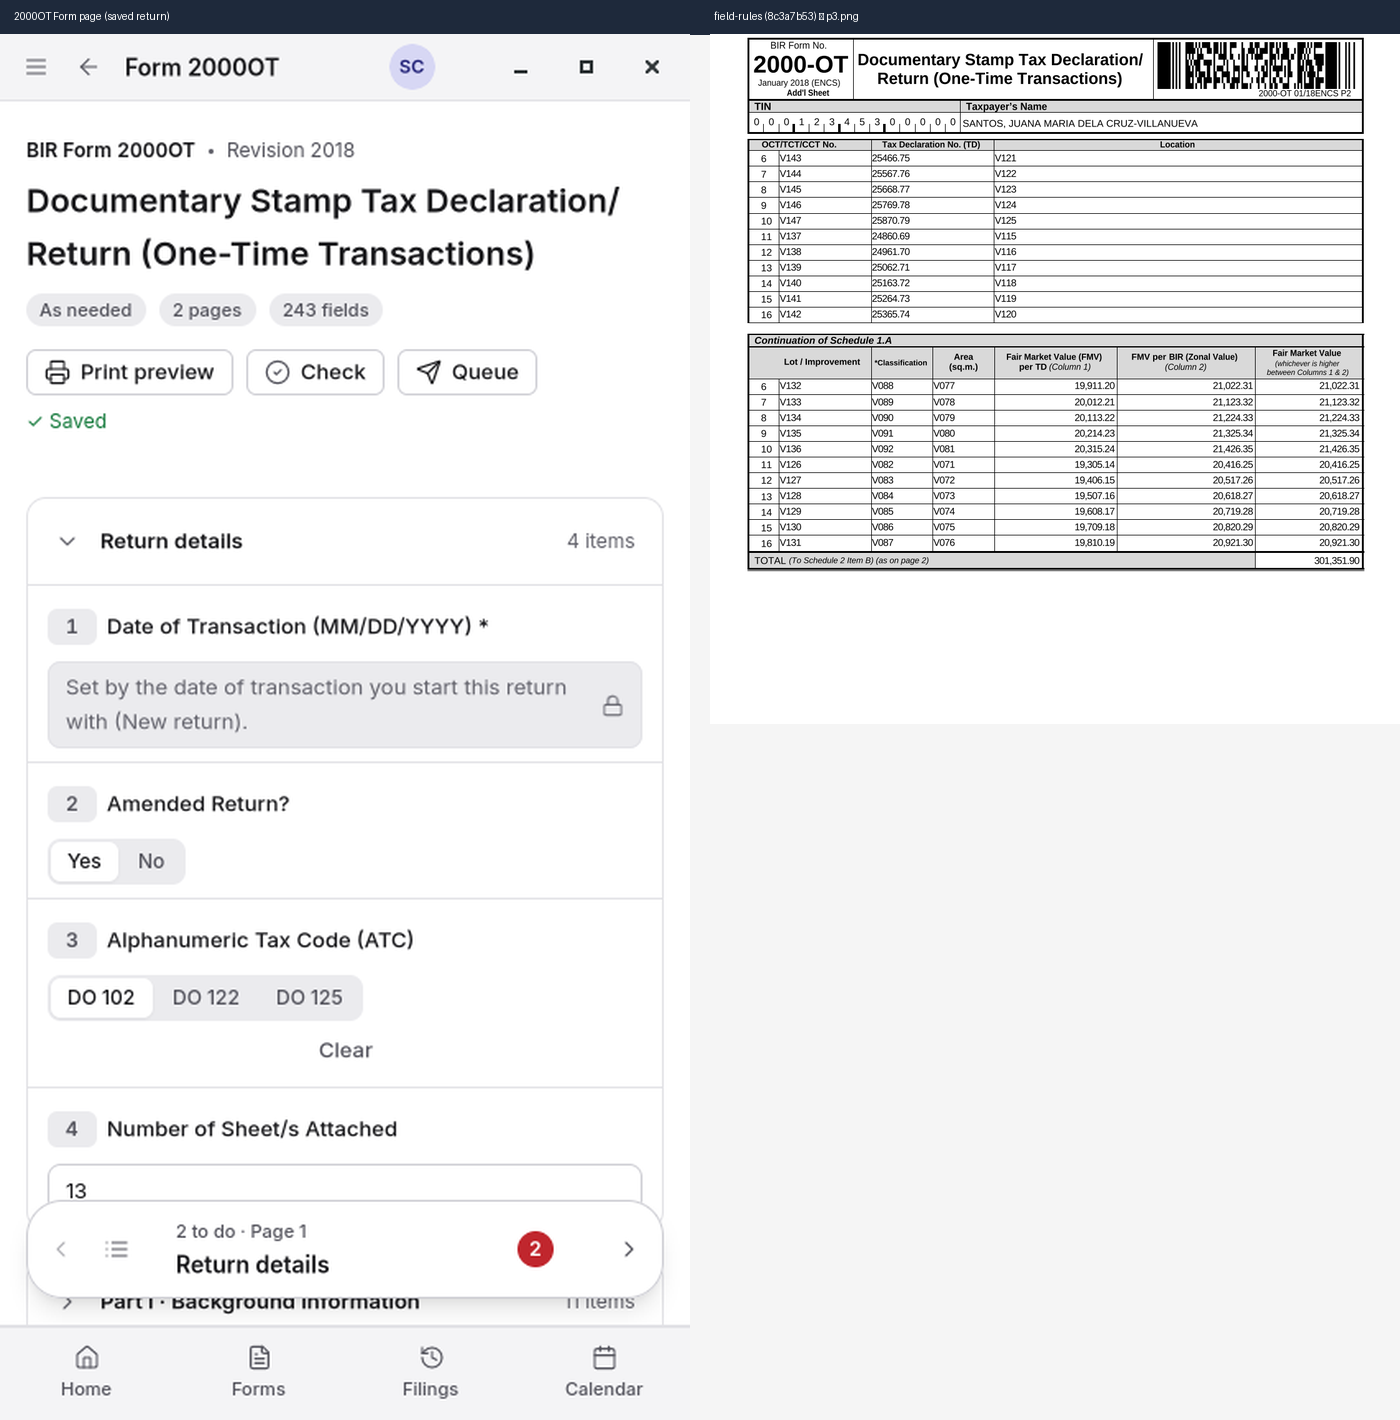 2000OT Form page (saved return)
Form 2000OT
SC
BIR Form 2000OT • Revision 2018
Documentary Stamp Tax Declaration/
Return (One-Time Transactions)
As needed
2 pages
243 fields
Print preview
Check
Queue
Saved
Return details
4 items
1 Date of Transaction (MM/DD/YYYY) *
Set by the date of transaction you start this return
with (New return).
2 Amended Return?
Yes No
3 Alphanumeric Tax Code (ATC)
DO 102 DO 122 DO 125
Clear
4 Number of Sheet/s Attached
13
2 to do · Page 1
Return details
2
Part I · Background Information
11 items
Home
Forms
Filings
Calendar
field-rules (8c3a7b53) p3.png
BIR Form No.
2000-OT
January 2018 (ENCS)
Add'l Sheet
Documentary Stamp Tax Declaration/
Return (One-Time Transactions)
2000-OT 01/18ENCS P2
TIN Taxpayer's Name
0 0 0 1 2 3 4 5 3 0 0 0 0 0 SANTOS, JUANA MARIA DELA CRUZ-VILLANUEVA
OCT/TCT/CCT No. Tax Declaration No. (TD) Location
6 V143 25466.75 V121
7 V144 25567.76 V122
8 V145 25668.77 V123
9 V146 25769.78 V124
10 V147 25870.79 V125
11 V137 24860.69 V115
12 V138 24961.70 V116
13 V139 25062.71 V117
14 V140 25163.72 V118
15 V141 25264.73 V119
16 V142 25365.74 V120
Continuation of Schedule 1.A
Lot / Improvement *Classification Area (sq.m.) Fair Market Value (FMV) per TD (Column 1) FMV per BIR (Zonal Value) (Column 2) Fair Market Value (whichever is higher between Columns 1 & 2)
6 V132 V088 V077 19,911.20 21,022.31 21,022.31
7 V133 V089 V078 20,012.21 21,123.32 21,123.32
8 V134 V090 V079 20,113.22 21,224.33 21,224.33
9 V135 V091 V080 20,214.23 21,325.34 21,325.34
10 V136 V092 V081 20,315.24 21,426.35 21,426.35
11 V126 V082 V071 19,305.14 20,416.25 20,416.25
12 V127 V083 V072 19,406.15 20,517.26 20,517.26
13 V128 V084 V073 19,507.16 20,618.27 20,618.27
14 V129 V085 V074 19,608.17 20,719.28 20,719.28
15 V130 V086 V075 19,709.18 20,820.29 20,820.29
16 V131 V087 V076 19,810.19 20,921.30 20,921.30
TOTAL (To Schedule 2 Item B) (as on page 2) 301,351.90